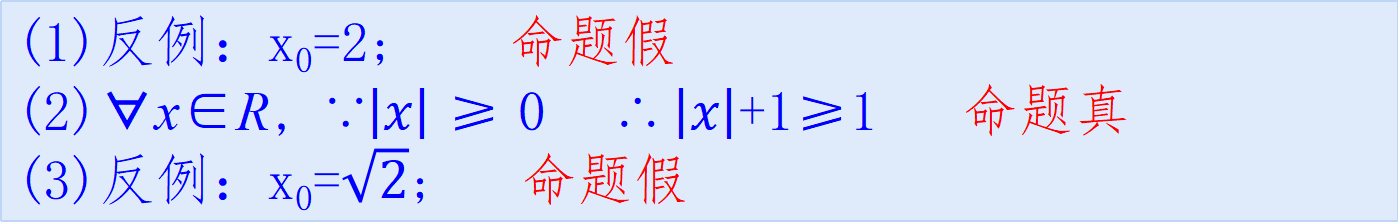 (1)反例：x₀=2； 命题假
(2)∀x∈R，∵|x| ⩾ 0 ∴|x|+1⩾1 命题真
(3)反例：x₀=√2； 命题假